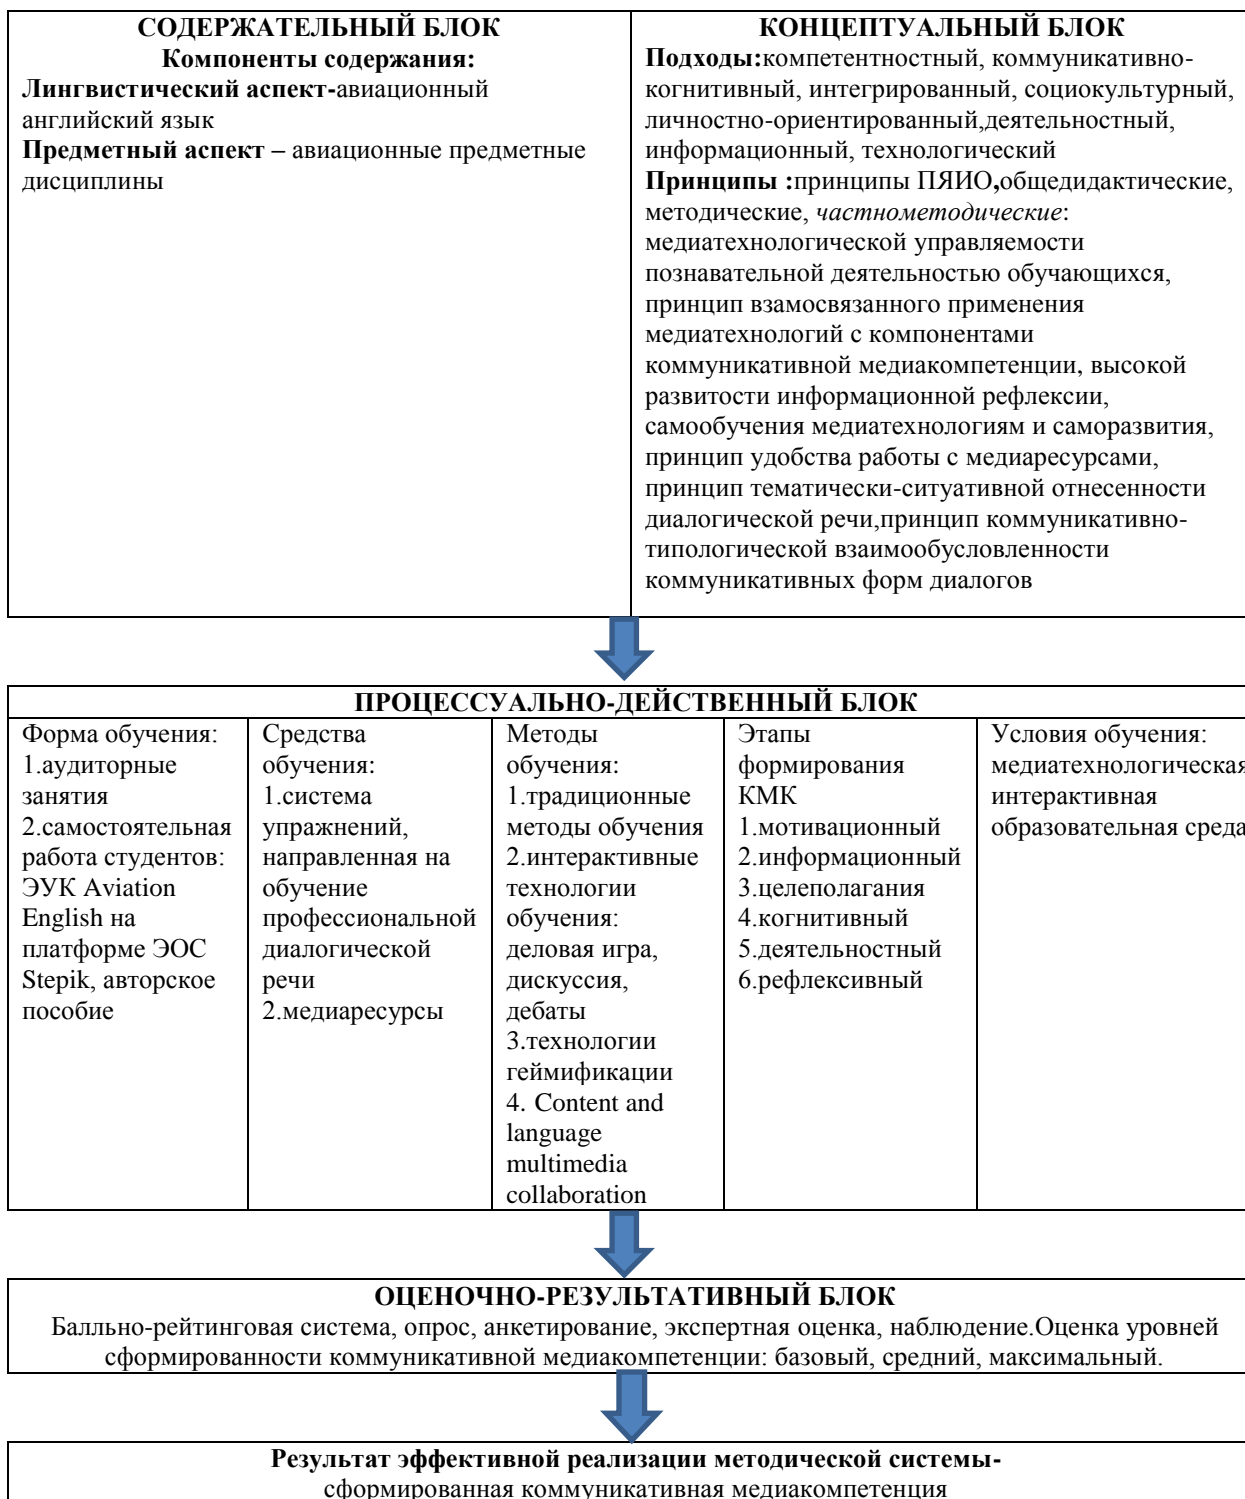 СОДЕРЖАТЕЛЬНЫЙ БЛОК
Компоненты содержания:
Лингвистический аспект-авиационный
английский язык
Предметный аспект – авиационные предметные
дисциплины
КОНЦЕПТУАЛЬНЫЙ БЛОК
Подходы:компетентностный, коммуникативно-
когнитивный, интегрированный, социокультурный,
личностно-ориентированный,деятельностный,
информационный, технологический
Принципы :принципы ПЯИО,общедидактические,
методические, частнометодические:
медиатехнологической управляемости
познавательной деятельностью обучающихся,
принцип взамосвязанного применения
медиатехнологий с компонентами
коммуникативной медиакомпетенции, высокой
развитости информационной рефлексии,
самообучения медиатехнологиям и саморазвития,
принцип удобства работы с медиаресурсами,
принцип тематически-ситуативной отнесенности
диалогической речи,принцип коммуникативно-
типологической взаимообусловленности
коммуникативных форм диалогов
ПРОЦЕССУАЛЬНО-ДЕЙСТВЕННЫЙ БЛОК
Форма обучения:
1.аудиторные
занятия
2.самостоятельная
работа студентов:
ЭУК Aviation
English на
платформе ЭОС
Stepik, авторское
пособие
Средства
обучения:
1.система
упражнений,
направленная на
обучение
профессиональной
диалогической
речи
2.медиаресурсы
Методы
обучения:
1.традиционные
методы обучения
2.интерактивные
технологии
обучения:
деловая игра,
дискуссия,
дебаты
3.технологии
геймификации
4. Content and
language
multimedia
collaboration
Этапы
формирования
КМК
1.мотивационный
2.информационный
3.целеполагания
4.когнитивный
5.деятельностный
6.рефлексивный
Условия обучения:
медиатехнологическая
интерактивная
образовательная среда
ОЦЕНОЧНО-РЕЗУЛЬТАТИВНЫЙ БЛОК
Балльно-рейтинговая система, опрос, анкетирование, экспертная оценка, наблюдение.Оценка уровней
сформированности коммуникативной медиакомпетенции: базовый, средний, максимальный.
Результат эффективной реализации методической системы-
сформированная коммуникативная медиакомпетенция